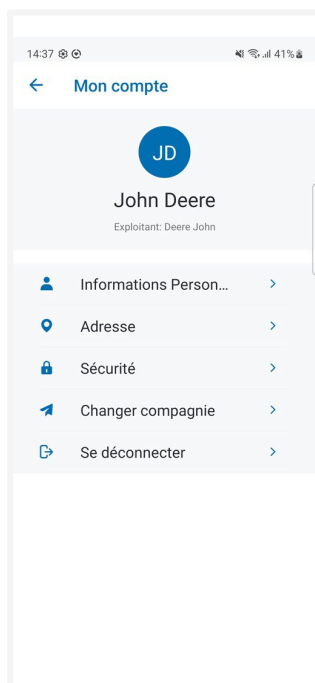 14:37 41%
Mon compte
JD
John Deere
Exploitant: Deere John
Informations Person...
Adresse
Sécurité
Changer compagnie
Se déconnecter